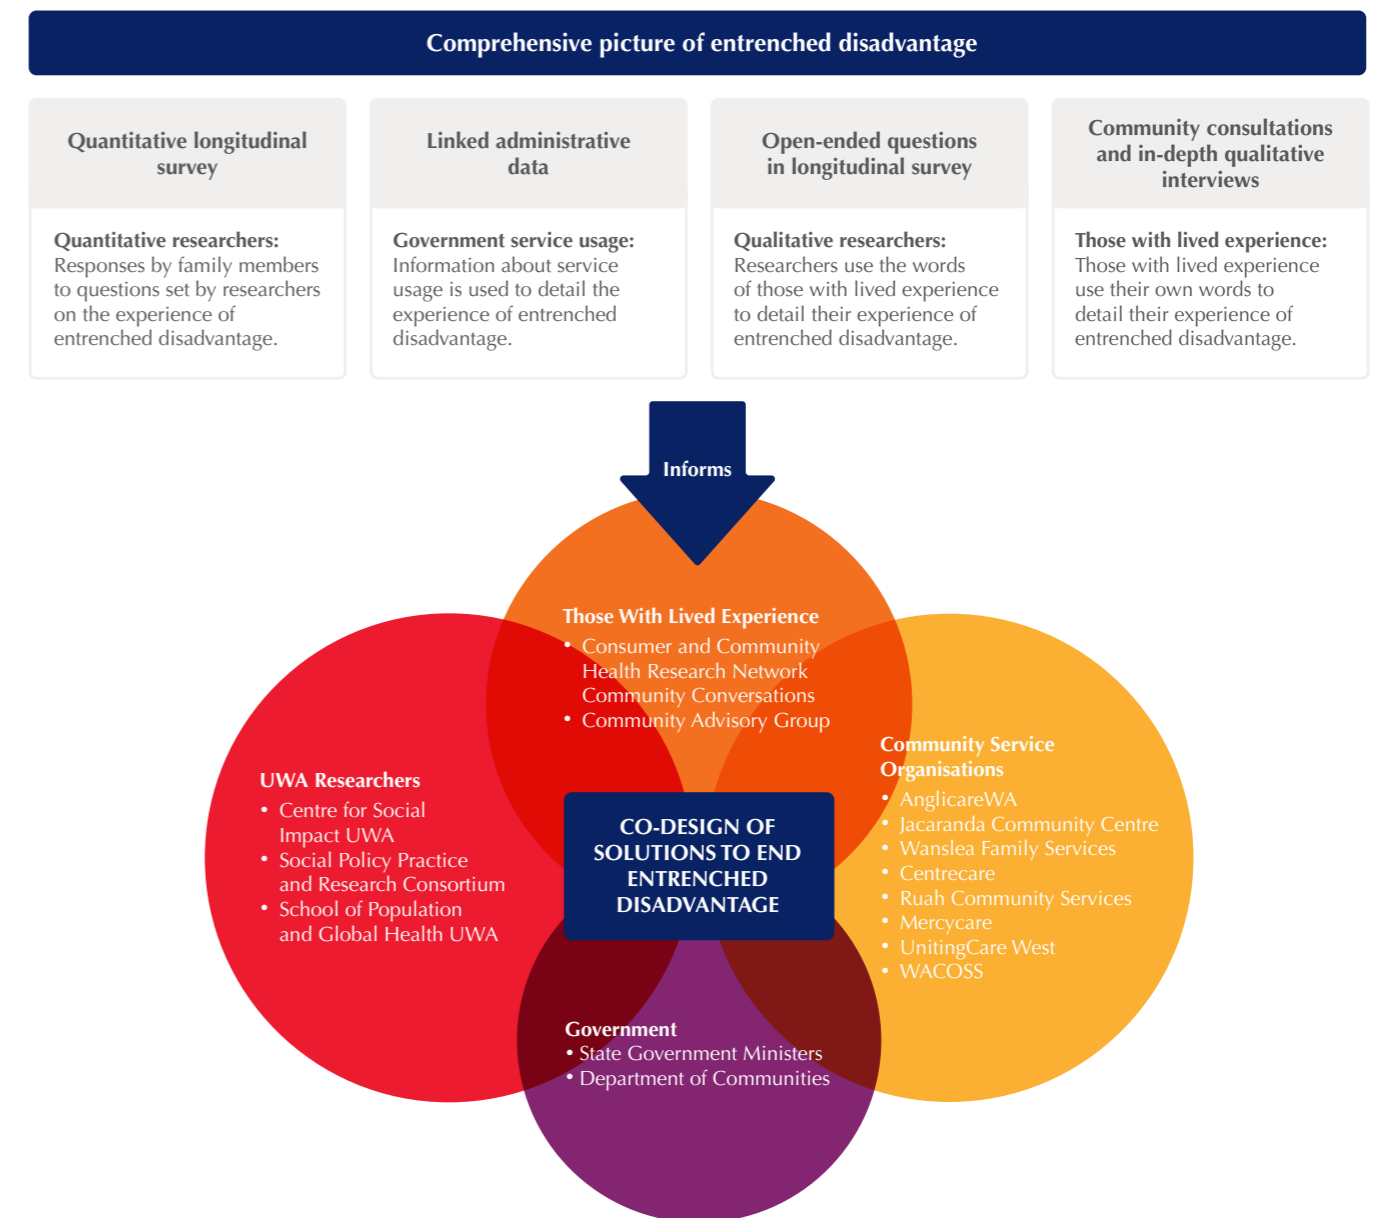 Comprehensive picture of entrenched disadvantage
Quantitative longitudinal
survey
Quantitative researchers:
Responses by family members
to questions set by researchers
on the experience of
entrenched disadvantage.
Linked administrative
data
Government service usage:
Information about service
usage is used to detail the
experience of entrenched
disadvantage.
Open-ended questions
in longitudinal survey
Qualitative researchers:
Researchers use the words
of those with lived experience
to detail their experience of
entrenched disadvantage.
Community consultations
and in-depth qualitative
interviews
Those with lived experience:
Those with lived experience
use their own words to
detail their experience of
entrenched disadvantage.
Informs
Those With Lived Experience
• Consumer and Community
Health Research Network
Community Conversations
• Community Advisory Group
UWA Researchers
• Centre for Social
Impact UWA
• Social Policy Practice
and Research Consortium
• School of Population
and Global Health UWA
CO-DESIGN OF
SOLUTIONS TO END
ENTRENCHED
DISADVANTAGE
Community Service
Organisations
• AnglicareWA
• Jacaranda Community Centre
• Wanslea Family Services
• Centrecare
• Ruah Community Services
• Mercycare
• UnitingCare West
• WACOSS
Government
• State Government Ministers
• Department of Communities